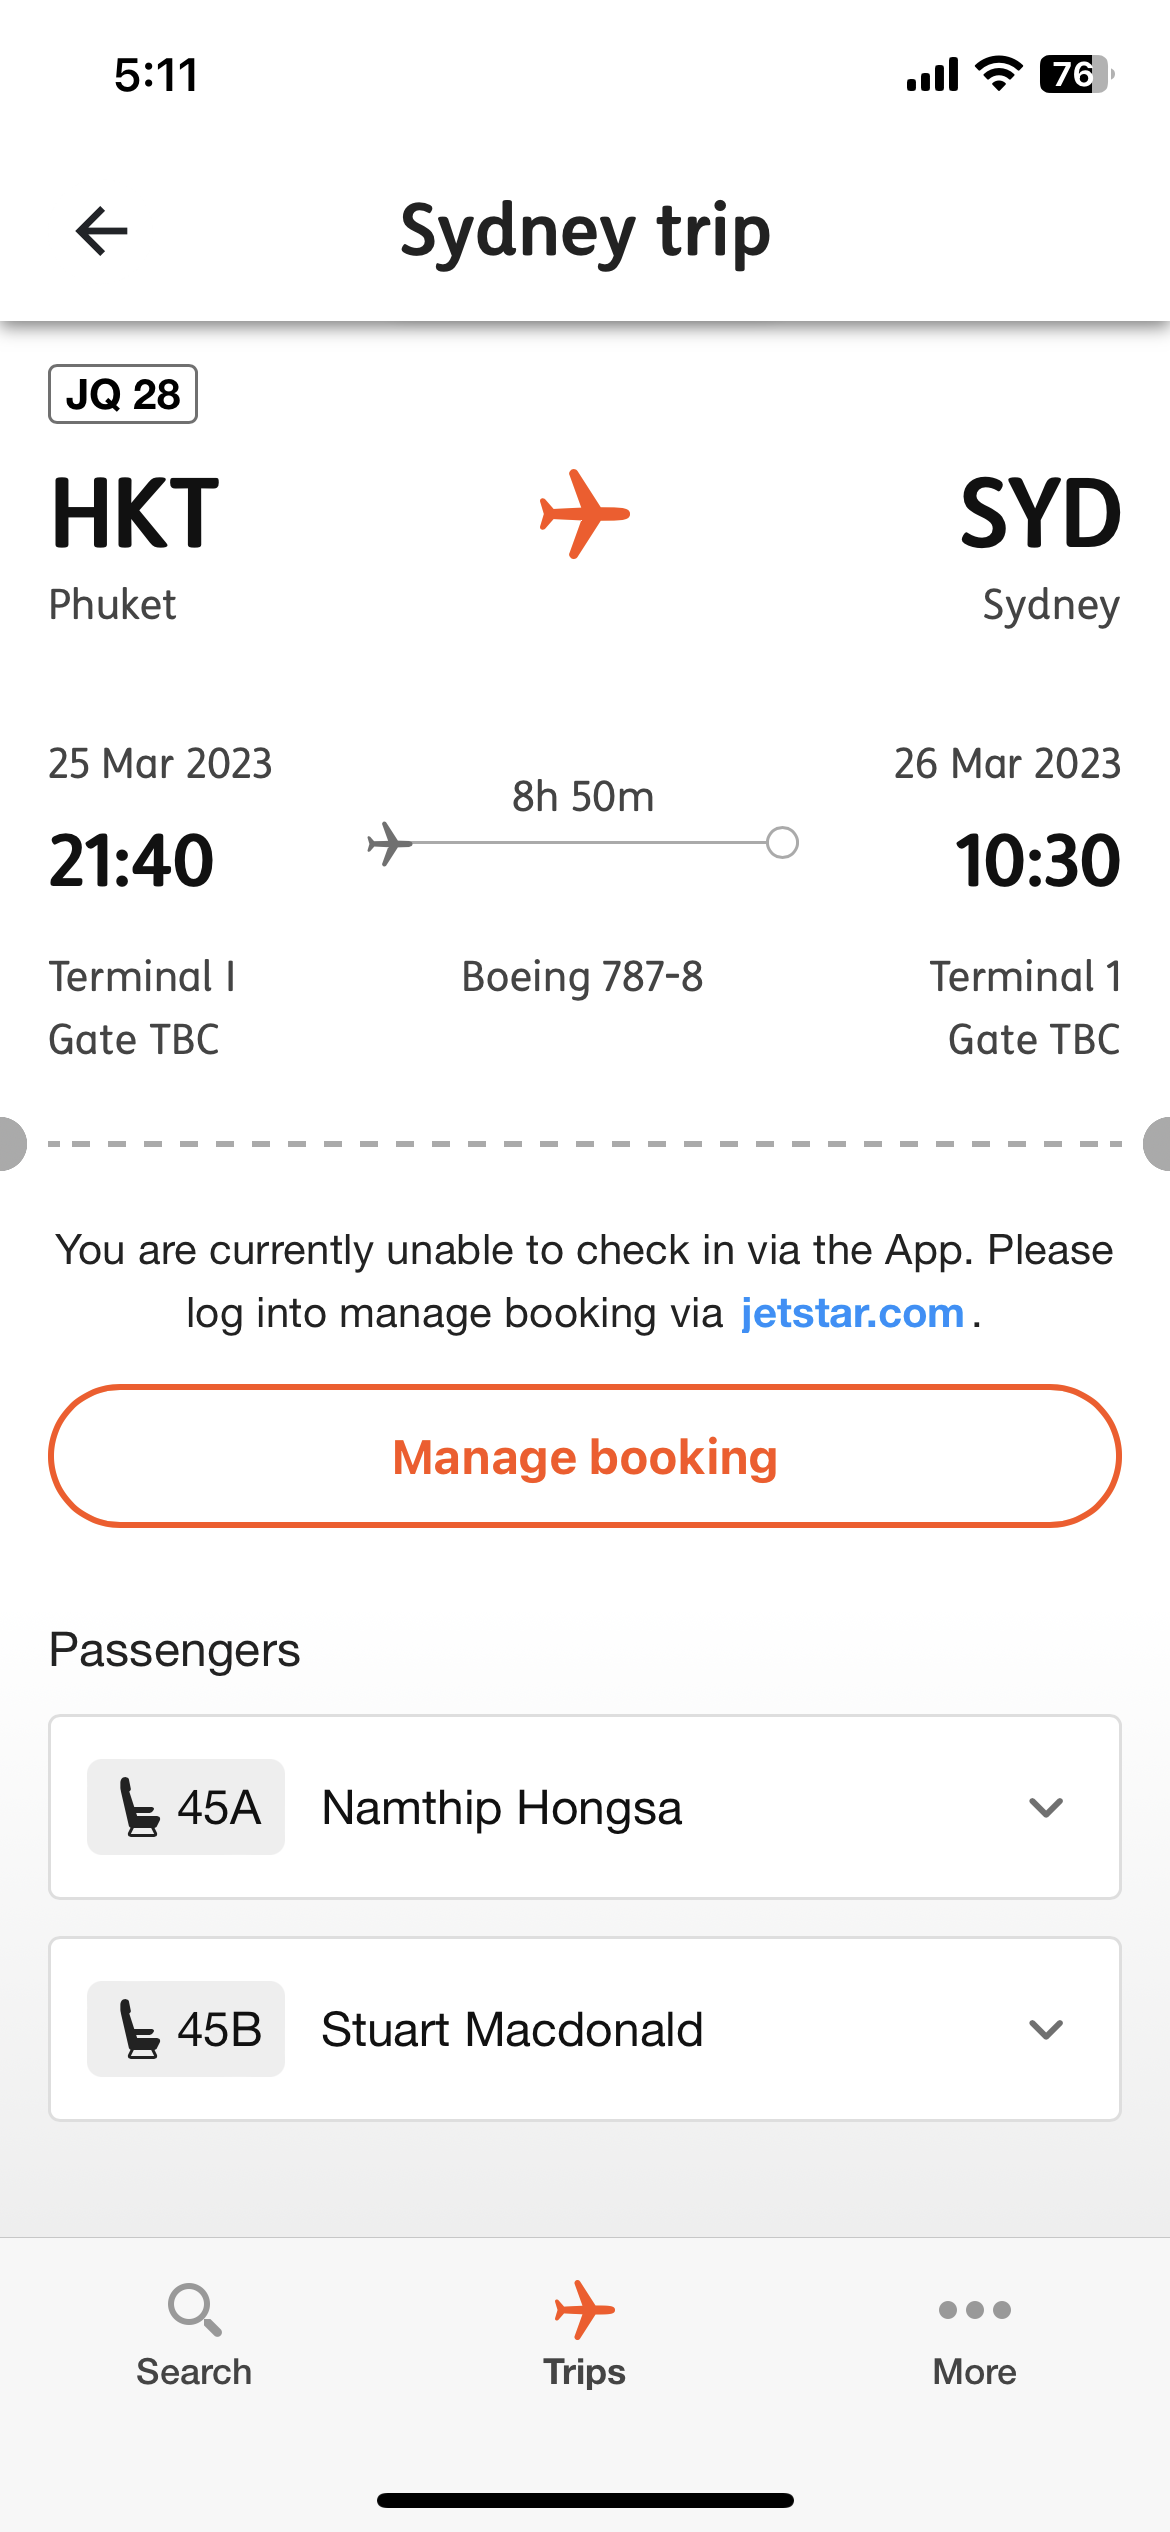 5:11
76
Sydney trip
JQ 28
HKT
SYD
Phuket
Sydney
25 Mar 2023
8h 50m
26 Mar 2023
21:40
10:30
Terminal I
Boeing 787-8
Terminal 1
Gate TBC
Gate TBC
You are currently unable to check in via the App. Please
log into manage booking via jetstar.com.
Manage booking
Passengers
45A Namthip Hongsa
45B Stuart Macdonald
Search
Trips
More